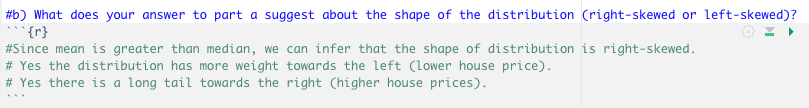 #b) What does your answer to part a suggest about the shape of the distribution (right-skewed or left-skewed)?
```{r}
#Since mean is greater than median, we can infer that the shape of distribution is right-skewed.
# Yes the distribution has more weight towards the left (lower house price).
# Yes there is a long tail towards the right (higher house prices).
```